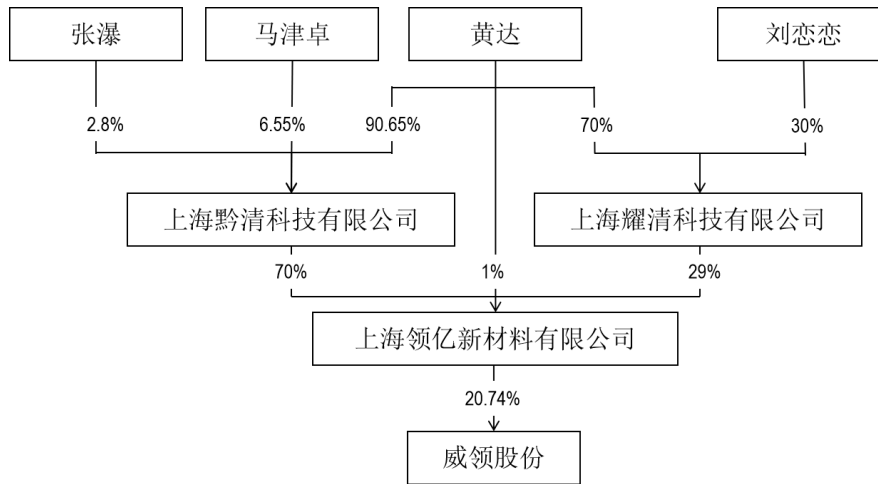 张瀑
马津卓
黄达
刘恋恋
2.8%
6.55%
90.65%
70%
30%
上海黔清科技有限公司
上海耀清科技有限公司
70%
1%
29%
上海领亿新材料有限公司
20.74%
威领股份